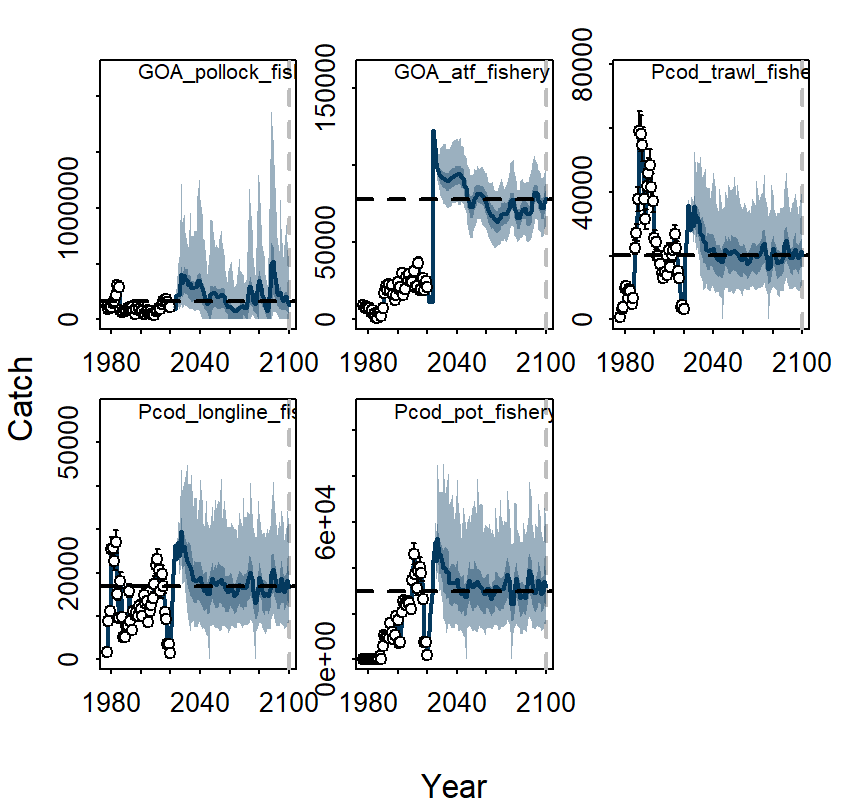 GOA_pollock_fisl
GOA_atf_fishery
Pcod_trawl_fishe
0
1000000
0
50000
150000
0
40000
80000
1980 2040 2100
1980 2040 2100
1980 2040 2100
Catch
Pcod_longline_fis
Pcod_pot_fishery
0
20000
50000
0e+00
6e+04
1980 2040 2100
1980 2040 2100
Year